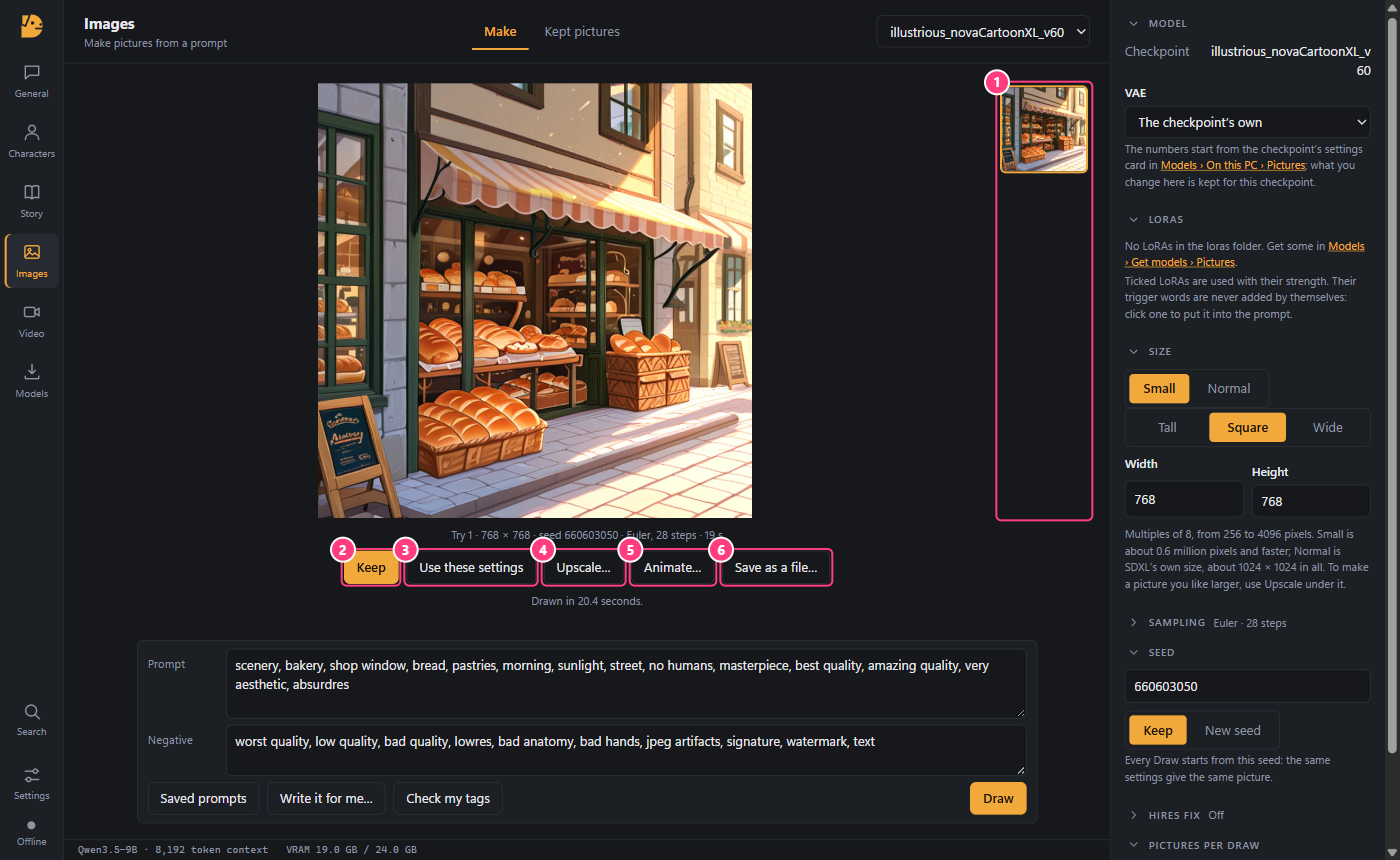 General
Characters
Story
Images
Video
Models
Search
Settings
Offline
Images
Make pictures from a prompt
Make
Kept pictures
illustrious_novaCartoonXL_v60
1
Try 1 · 768 × 768 · seed 660603050 · Euler, 28 steps · 19 s
2
Keep
3
Use these settings
4
Upscale...
5
Animate...
6
Save as a file...
Drawn in 20.4 seconds.
Prompt
scenery, bakery, shop window, bread, pastries, morning, sunlight, street, no humans, masterpiece, best quality, amazing quality, very
aesthetic, absurdres
Negative
worst quality, low quality, bad quality, lowres, bad anatomy, bad hands, jpeg artifacts, signature, watermark, text
Saved prompts
Write it for me...
Check my tags
Draw
Qwen3.5-9B · 8,192 token context
VRAM 19.0 GB / 24.0 GB
MODEL
Checkpoint
illustrious_novaCartoonXL_v
60
VAE
The checkpoint's own
The numbers start from the checkpoint's settings
card in Models › On this PC › Pictures; what you
change here is kept for this checkpoint.
LORAS
No LoRAs in the loras folder. Get some in Models
› Get models › Pictures.
Ticked LoRAs are used with their strength. Their
trigger words are never added by themselves:
click one to put it into the prompt.
SIZE
Small
Normal
Tall
Square
Wide
Width
Height
768
768
Multiples of 8, from 256 to 4096 pixels. Small is
about 0.6 million pixels and faster; Normal is
SDXL's own size, about 1024 × 1024 in all. To make
a picture you like larger, use Upscale under it.
SAMPLING Euler · 28 steps
SEED
660603050
Keep
New seed
Every Draw starts from this seed: the same
settings give the same picture.
HIRES FIX Off
PICTURES PER DRAW